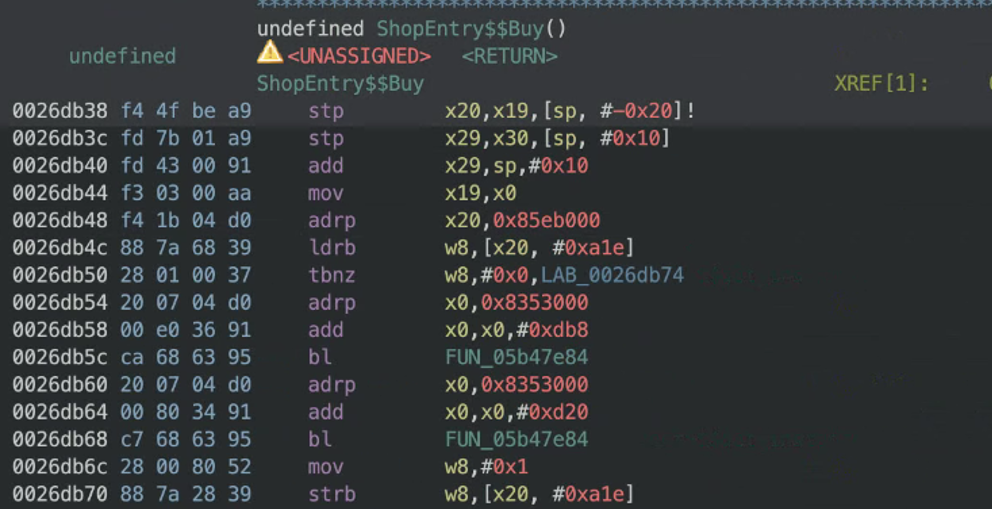 ************************************************************
undefined ShopEntry$$Buy()
undefined <UNASSIGNED> <RETURN>
ShopEntry$$Buy XREF[1]:
0026db38 f4 4f be a9 stp x20,x19,[sp, #-0x20]!
0026db3c fd 7b 01 a9 stp x29,x30,[sp, #0x10]
0026db40 fd 43 00 91 add x29,sp,#0x10
0026db44 f3 03 00 aa mov x19,x0
0026db48 f4 1b 04 d0 adrp x20,0x85eb000
0026db4c 88 7a 68 39 ldrb w8,[x20, #0xa1e]
0026db50 28 01 00 37 tbnz w8,#0x0,LAB_0026db74
0026db54 20 07 04 d0 adrp x0,0x8353000
0026db58 00 e0 36 91 add x0,x0,#0xdb8
0026db5c ca 68 63 95 bl FUN_05b47e84
0026db60 20 07 04 d0 adrp x0,0x8353000
0026db64 00 80 34 91 add x0,x0,#0xd20
0026db68 c7 68 63 95 bl FUN_05b47e84
0026db6c 28 00 80 52 mov w8,#0x1
0026db70 88 7a 28 39 strb w8,[x20, #0xa1e]